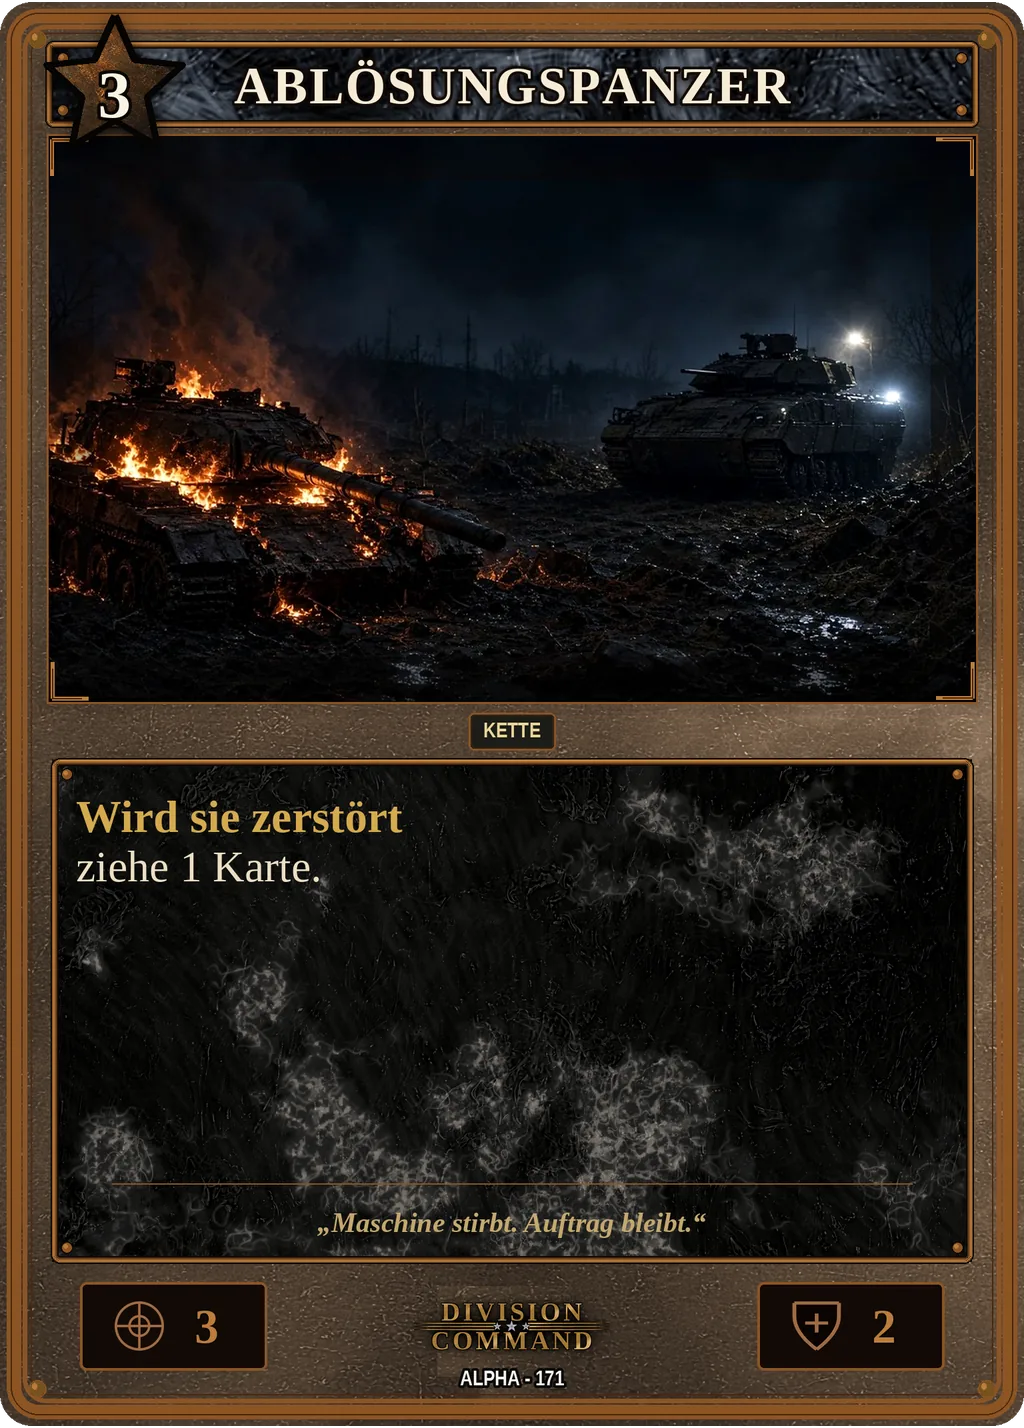 3
ABLÖSUNGSPANZER
KETTE
Wird sie zerstört
ziehe 1 Karte.
„Maschine stirbt. Auftrag bleibt.“
3
DIVISION
COMMAND
2
ALPHA - 171